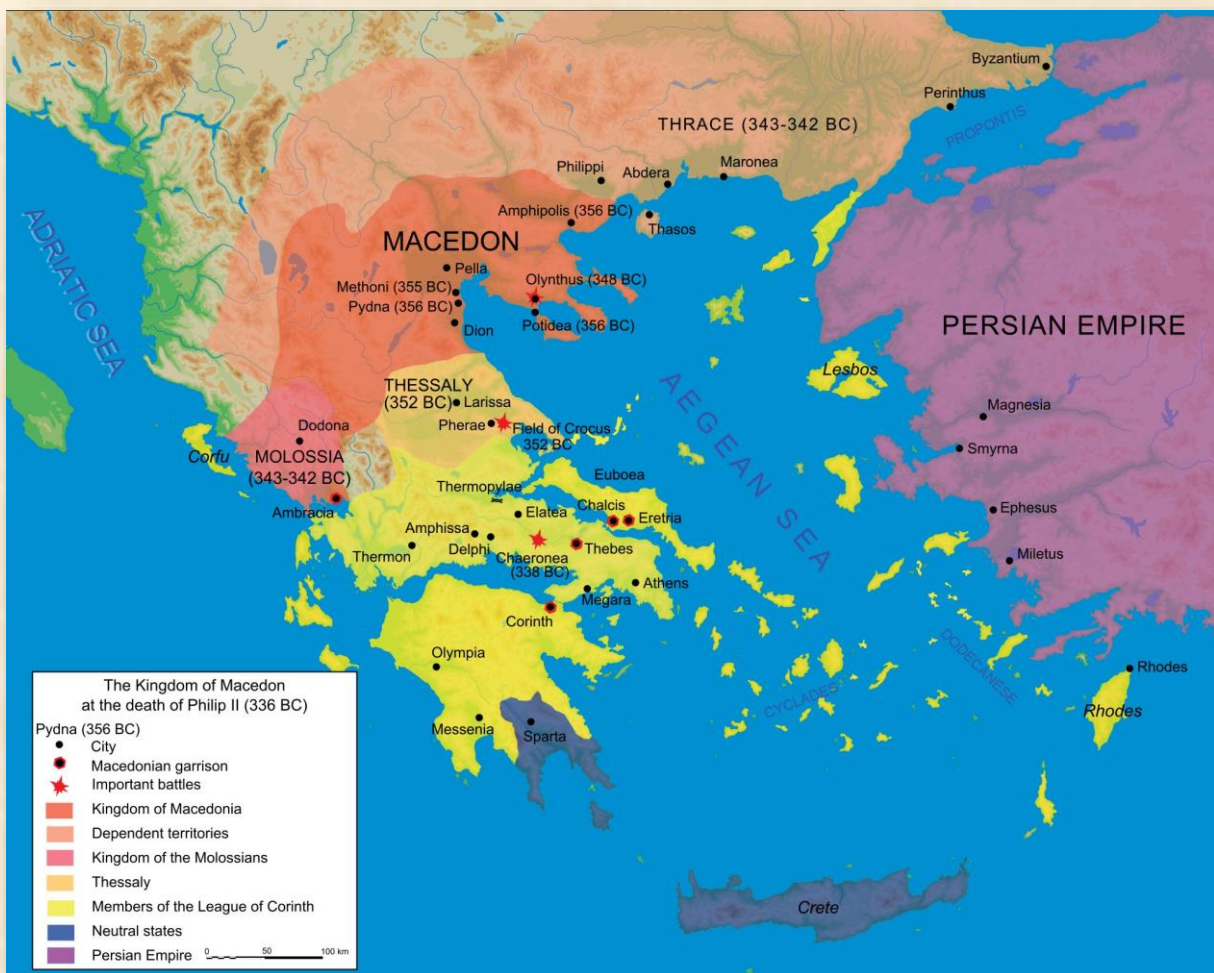 Byzantium
Perinthus
PROPONTIS
THRACE (343-342 BC)
Philippi
Abdera
Maronea
Amphipolis (356 BC)
Thasos
ADRIATIC SEA
MACEDON
Pella
Methoni (355 BC)
Olynthus (348 BC)
Pydna (356 BC)
Potidea (356 BC)
Dion
PERSIAN EMPIRE
THESSALY
(352 BC)
Larissa
Lesbos
AEGEAN SEA
Magnesia
Dodona
Pherae
Field of Crocus
352 BC
Corfu
MOLOSSIA
(343-342 BC)
Smyrna
Euboea
Thermopylae
Ambracia
Chalcis
Elatea
Eretria
Ephesus
Amphissa
Delphi
Thermon
Chaeronea
(338 BC)
Thebes
Miletus
Athens
Megara
Corinth
Olympia
DODECANESE
Rhodes
CYCLADES
Rhodes
Messenia
Sparta
Crete
The Kingdom of Macedon
at the death of Philip II (336 BC)
Pydna (356 BC)
City
Macedonian garrison
Important battles
Kingdom of Macedonia
Dependent territories
Kingdom of the Molossians
Thessaly
Members of the League of Corinth
Neutral states
Persian Empire
0 50 100 km